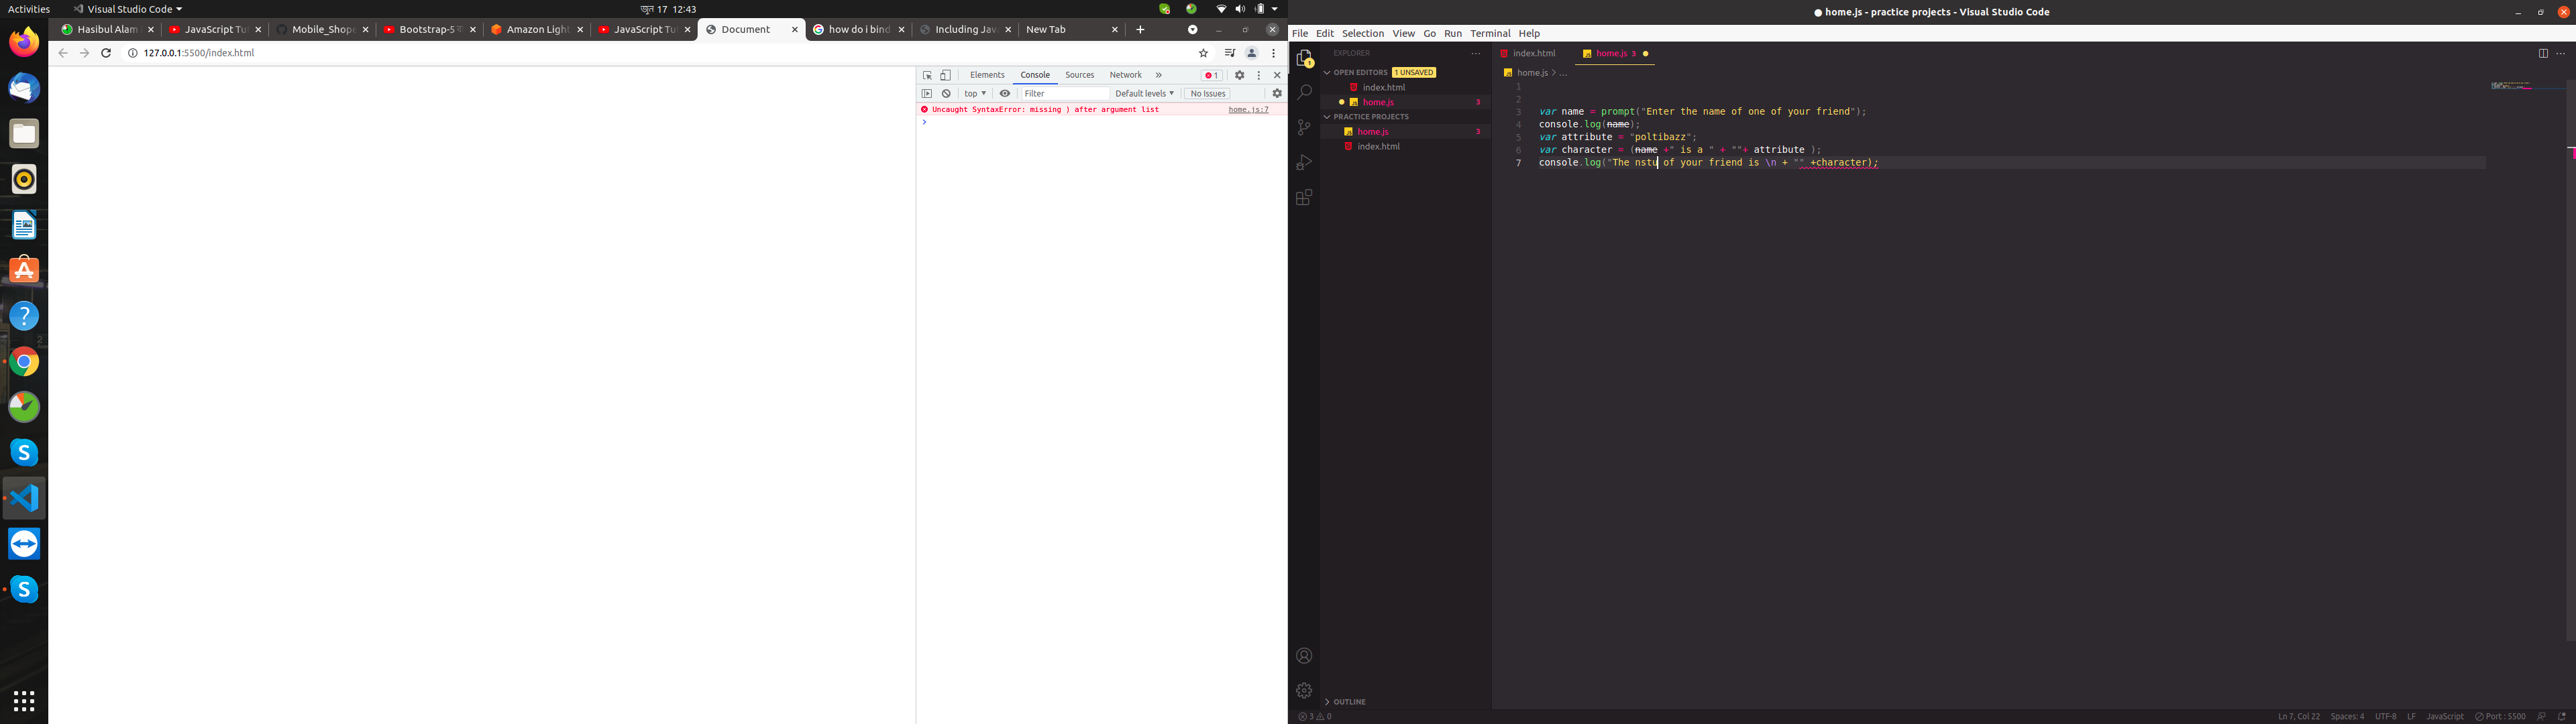 Activities
Visual Studio Code
जुन 17 12:43
Hasibul Alam
JavaScript Tu
Mobile_Shop
Bootstrap-5
Amazon Light
JavaScript Tu
Document
how do i bind
Including Jav
New Tab
127.0.0.1:5500/index.html
Elements
Console
Sources
Network
1
top
Filter
Default levels
No Issues
Uncaught SyntaxError: missing ) after argument list
home.js:7
home.js - practice projects - Visual Studio Code
File Edit Selection View Go Run Terminal Help
EXPLORER
OPEN EDITORS 1 UNSAVED
index.html
home.js 3
PRACTICE PROJECTS
home.js 3
index.html
OUTLINE
index.html
home.js 3
home.js > ...
1
2
3 var name = prompt("Enter the name of one of your friend");
4 console.log(name);
5 var attribute = "poltibazz";
6 var character = (name +" is a " + ""+ attribute );
7 console.log("The nstu of your friend is \n + "" +character);
3 0
Ln 7, Col 22
Spaces: 4
UTF-8
LF
JavaScript
Port : 5500